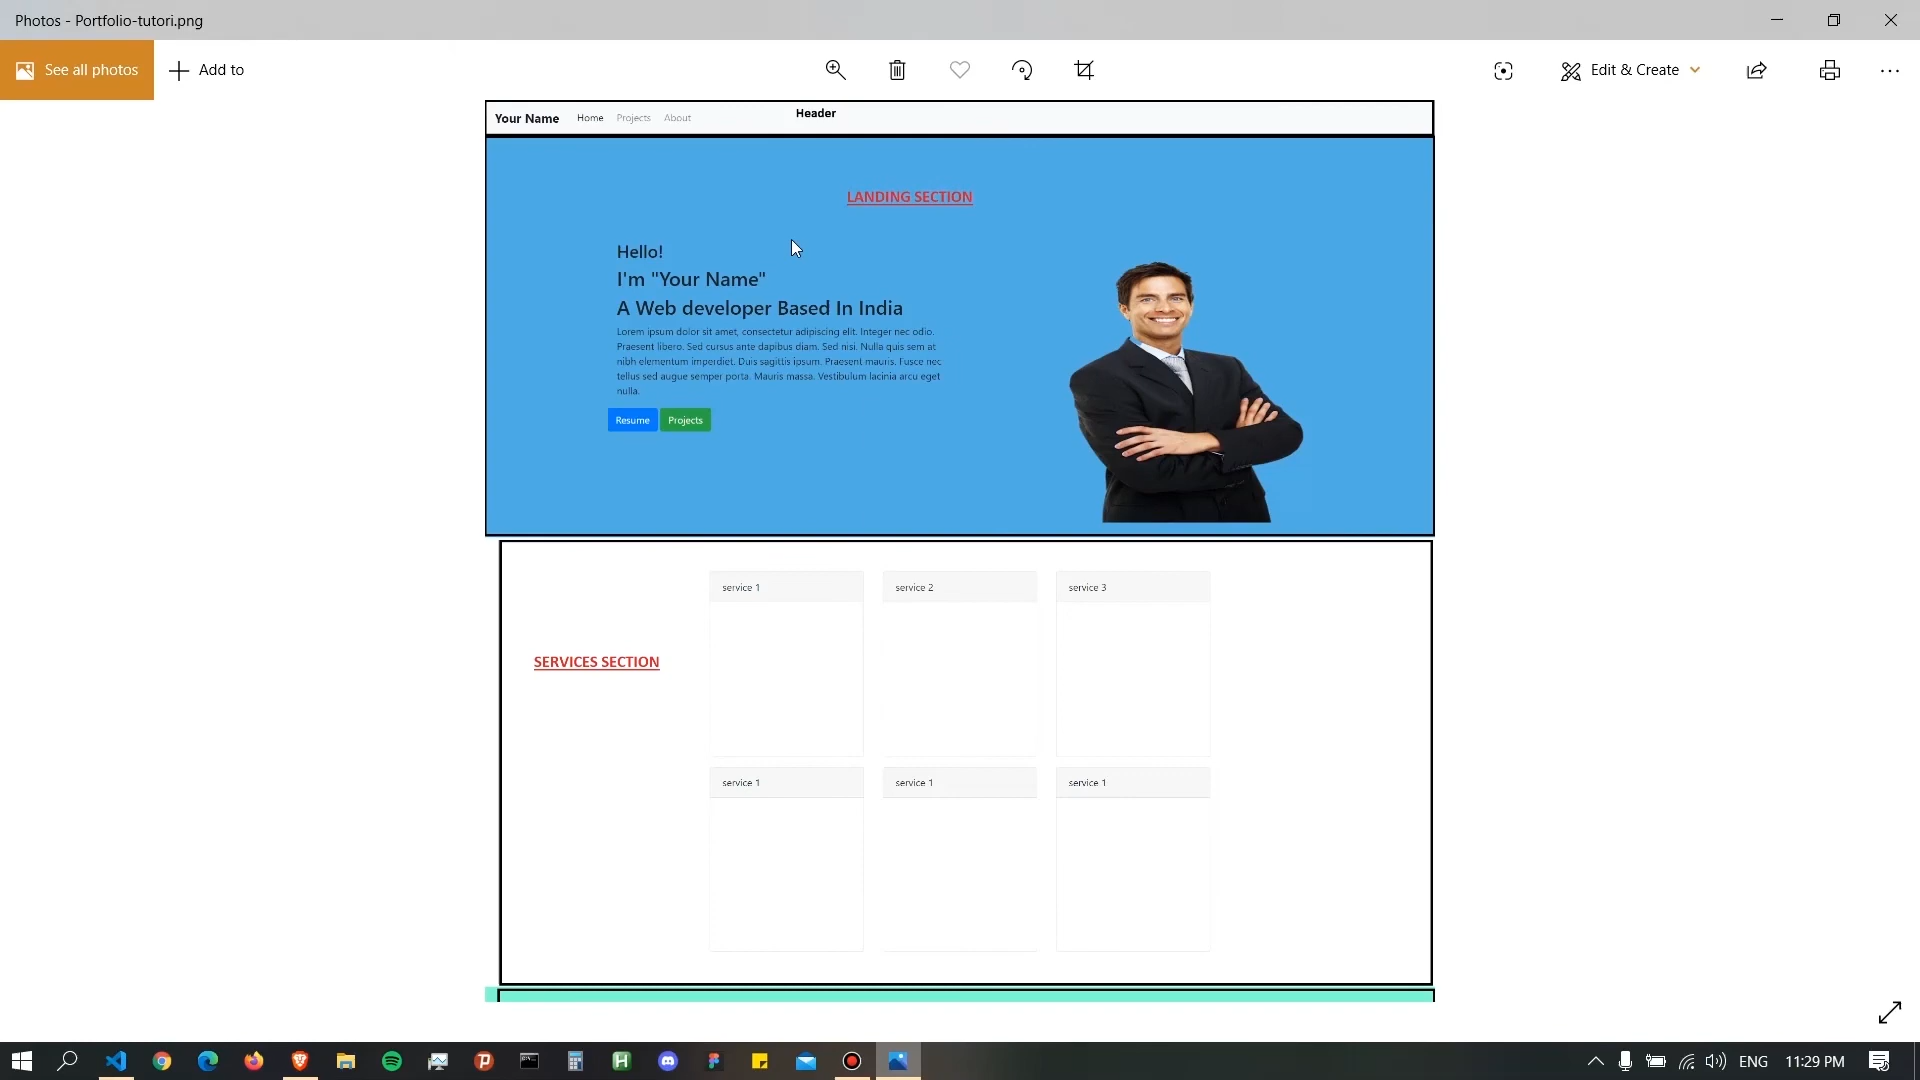 Photos - Portfolio-tutori.png
See all photos
Add to
Edit & Create
Your Name Home Projects About
Header
LANDING SECTION
Hello!
I'm "Your Name"
A Web developer Based In India
Lorem ipsum dolor sit amet, consectetur adipiscing elit. Integer nec odio.
Praesent libero. Sed cursus ante dapibus diam. Sed nisi. Nulla quis sem at
nibh elementum imperdiet. Duis sagittis ipsum. Praesent mauris. Fusce nec
tellus sed augue semper porta. Mauris massa. Vestibulum lacinia arcu eget
nulla.
Resume Projects
service 1 service 2 service 3
SERVICES SECTION
service 1 service 1 service 1
ENG 11:29 PM